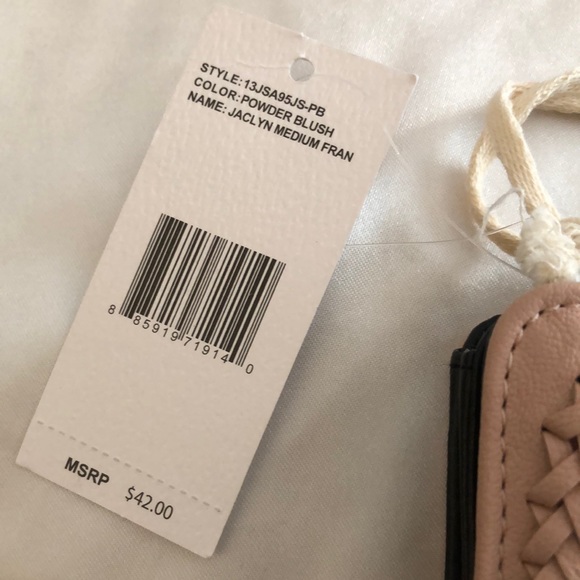 STYLE: 13JSA95JS-PB
COLOR: POWDER BLUSH
NAME: JACLYN MEDIUM FRAN
8 85919 71914 0
MSRP $42.00